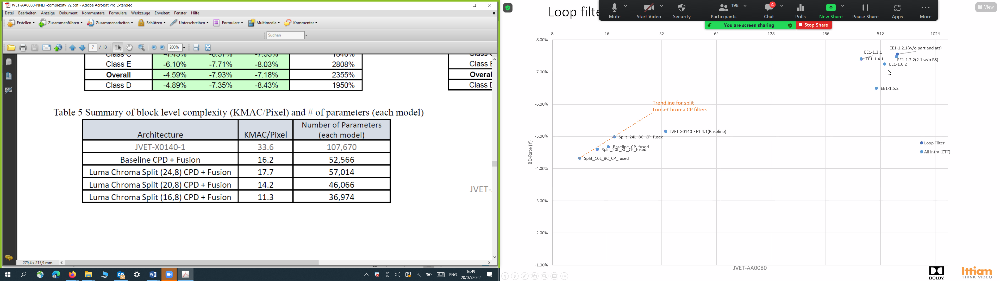 JVET-AA0080-NNLF-complexity_v2.pdf - Adobe Acrobat Pro Extended
Datei Bearbeiten Anzeige Dokument Kommentare Formulare Werkzeuge Erweitert Fenster Hilfe
Erstellen Zusammenführen Zusammenarbeiten Schützen Unterschreiben Formulare Multimedia Kommentar
Suchen
7 / 13 200%
Class C -4.45% -8.37% -7.53% 1846%
Class E -6.10% -7.71% -8.03% 2808%
Overall -4.59% -7.93% -7.18% 2355%
Class D -4.89% -7.35% -8.43% 1950%
Table 5 Summary of block level complexity (KMAC/Pixel) and # of parameters (each model)
Architecture KMAC/Pixel Number of Parameters (each model)
JVET-X0140-1 33.6 107,670
Baseline CPD + Fusion 16.2 52,566
Luma Chroma Split (24,8) CPD + Fusion 17.7 57,014
Luma Chroma Split (20,8) CPD + Fusion 14.2 46,066
Luma Chroma Split (16,8) CPD + Fusion 11.3 36,974
JVET-
279,4 x 215,9 mm
ENG
16:49
20/07/2022
Loop filte
Mute Start Video Security Participants 198 Chat 4 Polls New Share Pause Share Apps More
View
You are screen sharing Stop Share
8 16 32 64 128 256 512 1024
-8.00%
-7.00%
-6.00%
-5.00%
-4.00%
-3.00%
-2.00%
-1.00%
BD-Rate (Y)
EE1-1.2.1(w/o part and att)
EE1-1.3.1
EE1-1.4.1
EE1-1.2.2(2.1 w/o BS)
EE1-1.6.2
EE1-1.5.2
Trendline for split
Luma-Chroma CP filters
JVET-X0140-EE1.4.1(Baseline)
Split_24L_8C_CP_fused
Baseline_CP_fused
Split_20L_8C_CP_fused
Split_16L_8C_CP_fused
Loop Filter
All Intra (CTC)
JVET-AA0080
DOLBY
Ittiam
THINK VIDEO